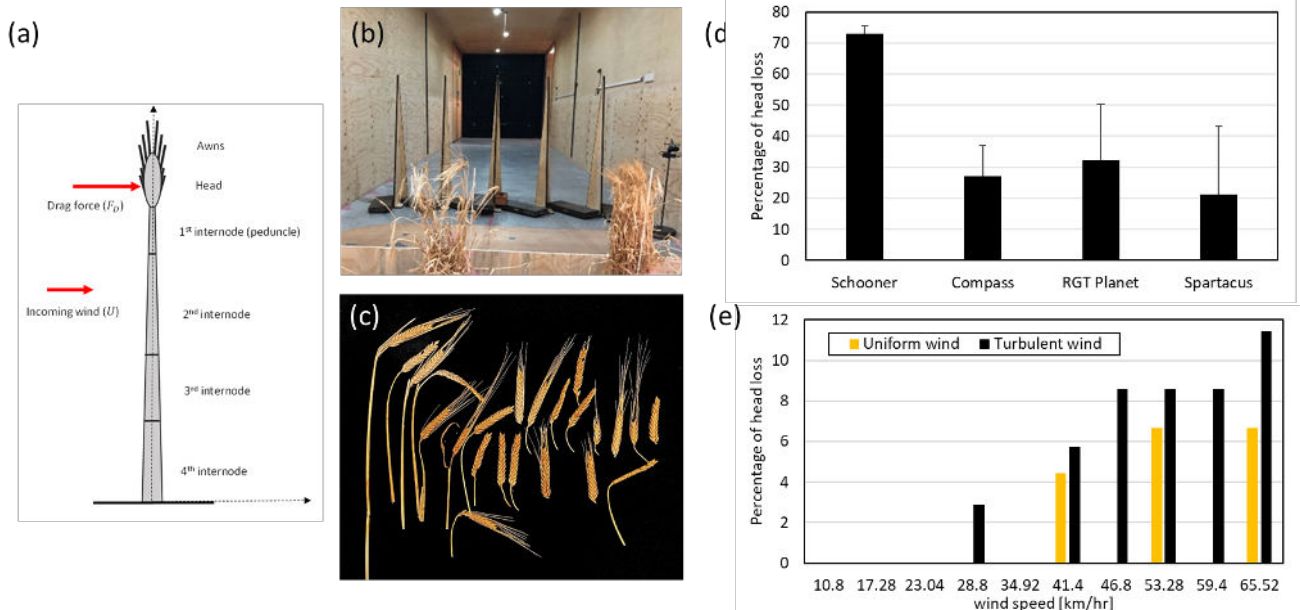 (a)
Awns
Head
Drag force (F_D)
1st internode (peduncle)
Incoming wind (U)
2nd internode
3rd internode
4th internode
(b)
(c)
(d
Percentage of head loss
80
70
60
50
40
30
20
10
0
Schooner Compass RGT Planet Spartacus
(e)
Percentage of head loss
12
10
8
6
4
2
0
Uniform wind Turbulent wind
10.8 17.28 23.04 28.8 34.92 41.4 46.8 53.28 59.4 65.52
wind speed [km/hr]